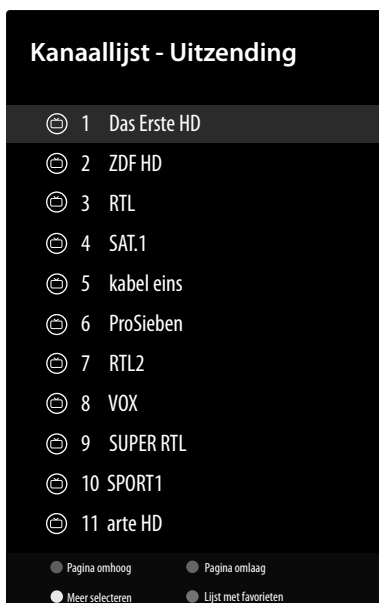 Kanaallijst - Uitzending
1 Das Erste HD
2 ZDF HD
3 RTL
4 SAT.1
5 kabel eins
6 ProSieben
7 RTL2
8 VOX
9 SUPER RTL
10 SPORT1
11 arte HD
Pagina omhoog Pagina omlaag
Meer selecteren Lijst met favorieten